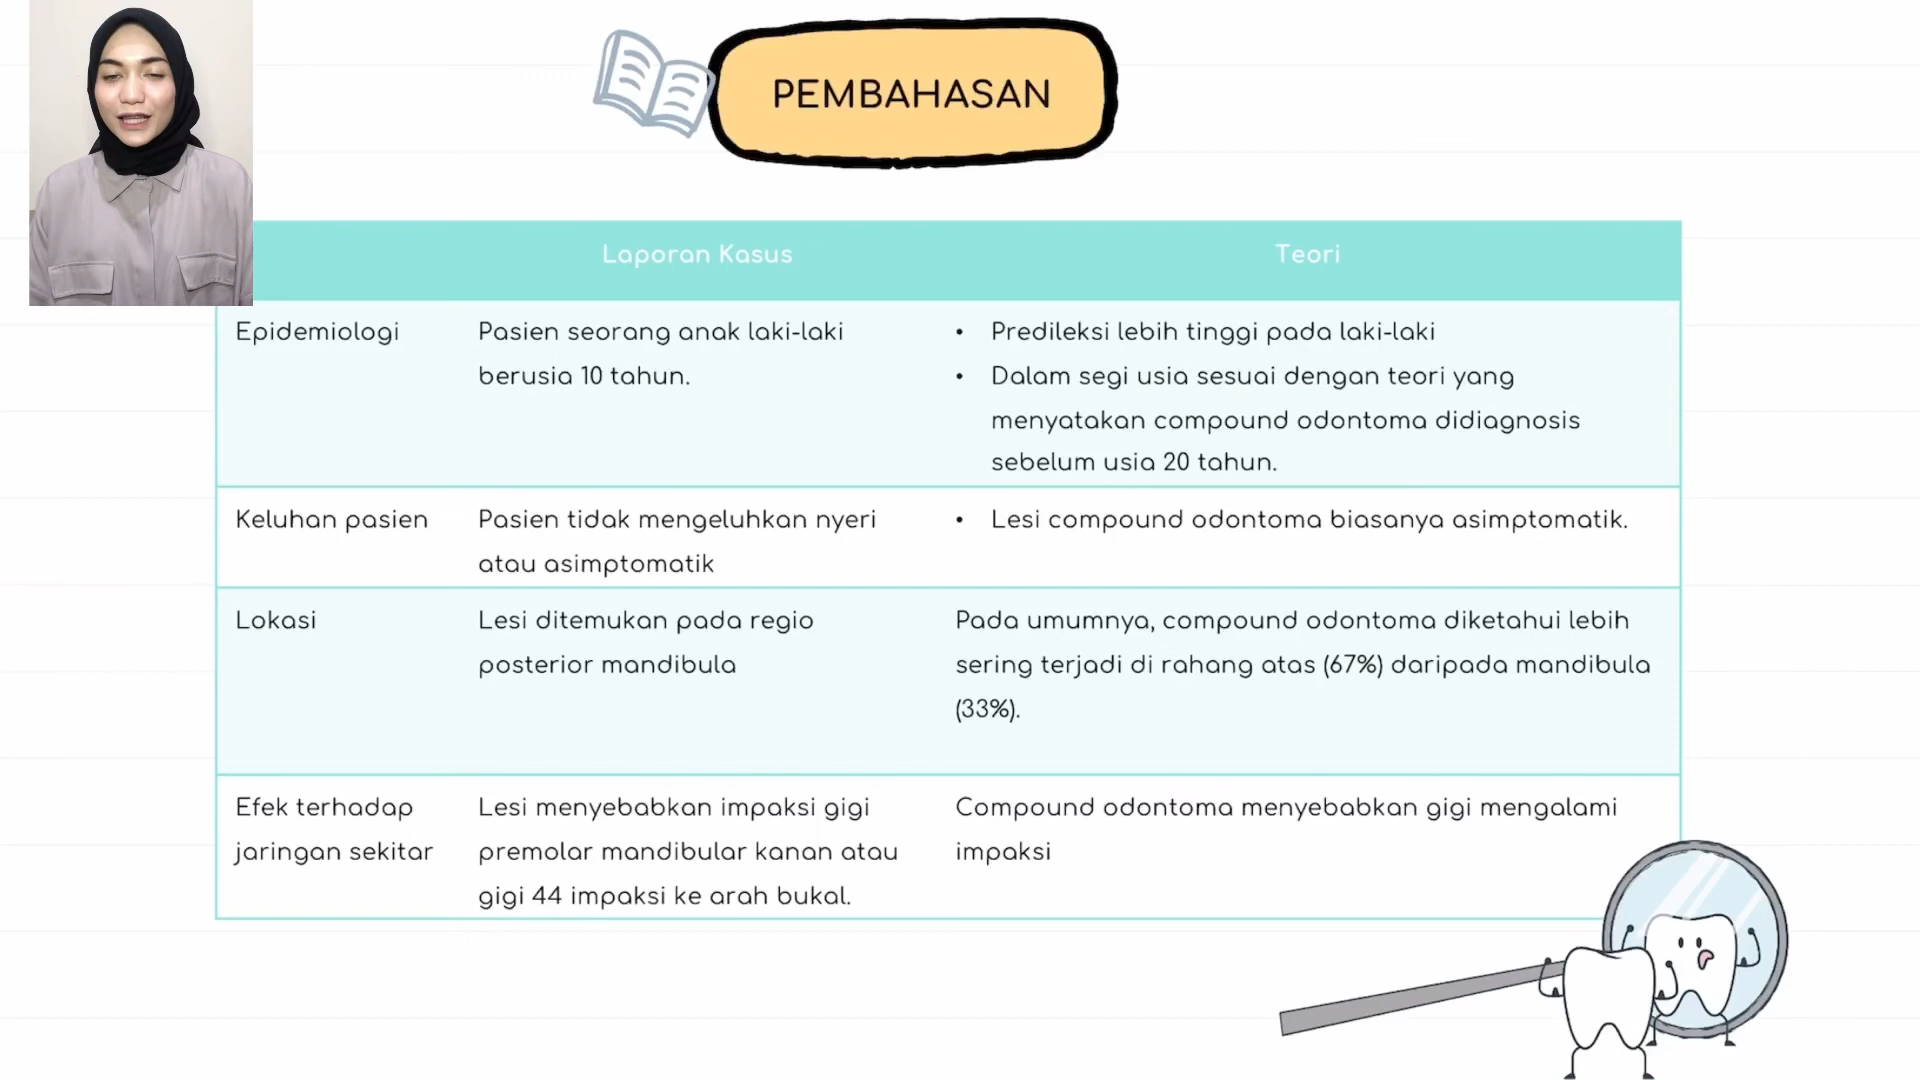 PEMBAHASAN
Laporan Kasus
Teori
Epidemiologi
Pasien seorang anak laki-laki
berusia 10 tahun.
• Predileksi lebih tinggi pada laki-laki
• Dalam segi usia sesuai dengan teori yang
menyatakan compound odontoma didiagnosis
sebelum usia 20 tahun.
Keluhan pasien
Pasien tidak mengeluhkan nyeri
atau asimptomatik
• Lesi compound odontoma biasanya asimptomatik.
Lokasi
Lesi ditemukan pada regio
posterior mandibula
Pada umumnya, compound odontoma diketahui lebih
sering terjadi di rahang atas (67%) daripada mandibula
(33%).
Efek terhadap
jaringan sekitar
Lesi menyebabkan impaksi gigi
premolar mandibular kanan atau
gigi 44 impaksi ke arah bukal.
Compound odontoma menyebabkan gigi mengalami
impaksi